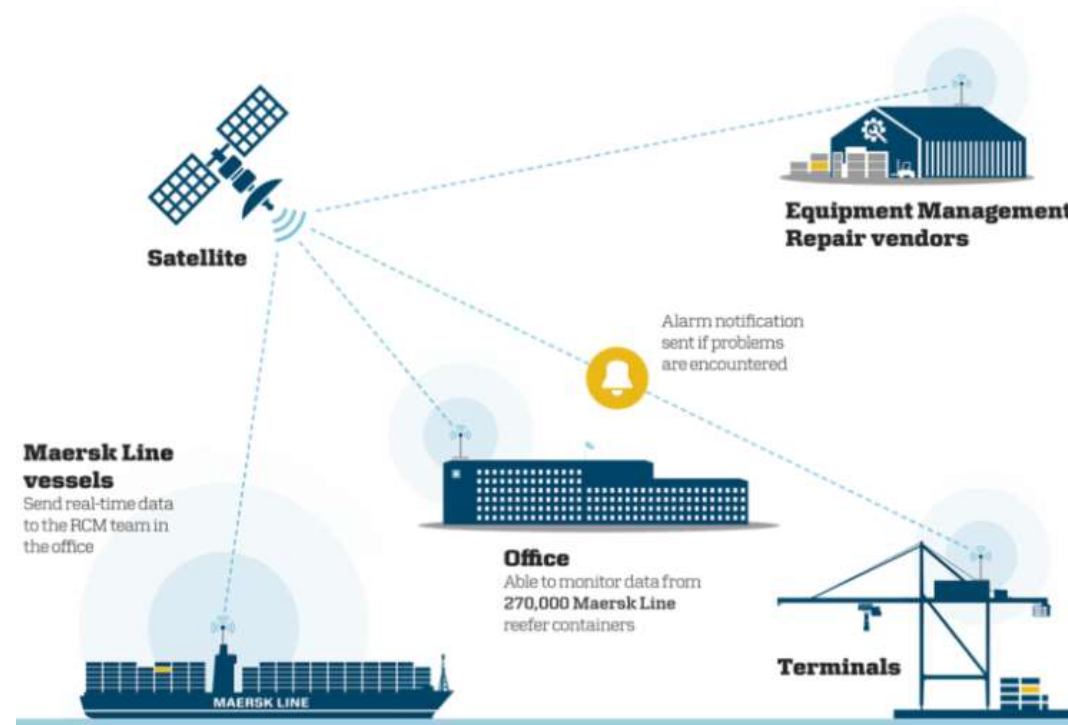 Satellite
Equipment Management
Repair vendors
Alarm notification
sent if problems
are encountered
Maersk Line
vessels
Send real-time data
to the RCM team in
the office
Office
Able to monitor data from
270,000 Maersk Line
reefer containers
Terminals
MAERSK LINE